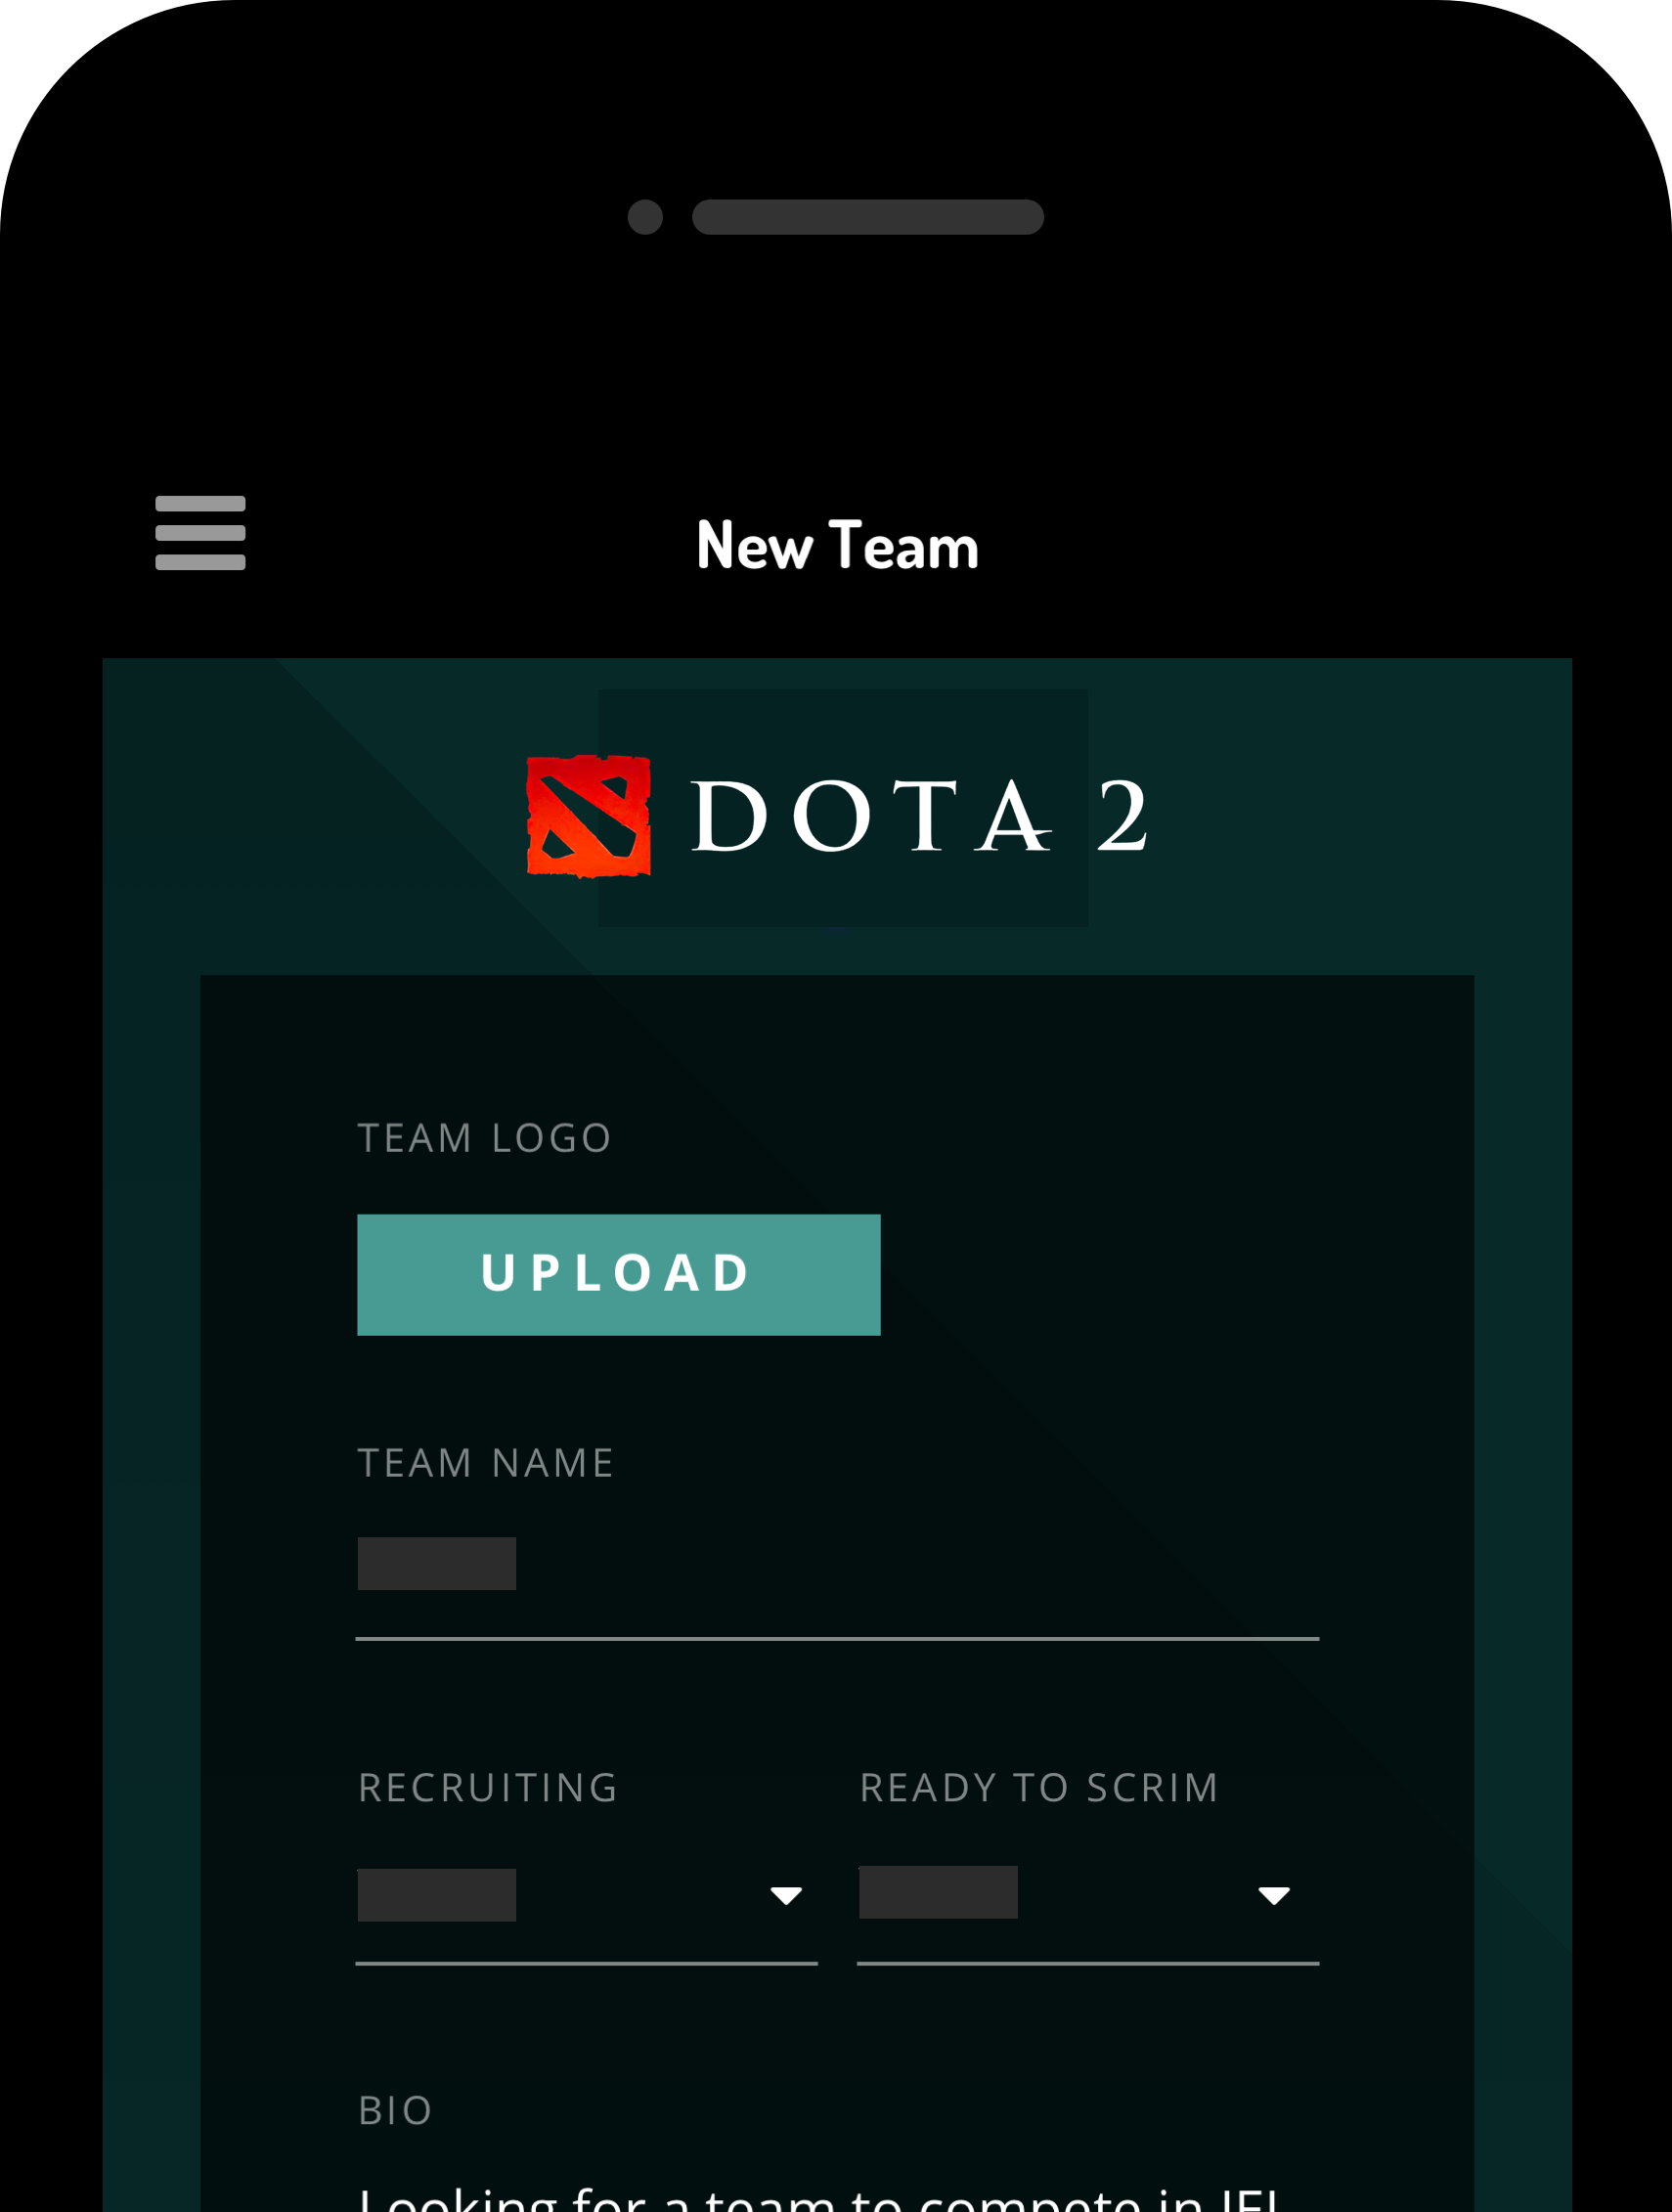 New Team
DOTA 2
TEAM LOGO
UPLOAD
TEAM NAME
RECRUITING
READY TO SCRIM
BIO
Looking for a team to compete in